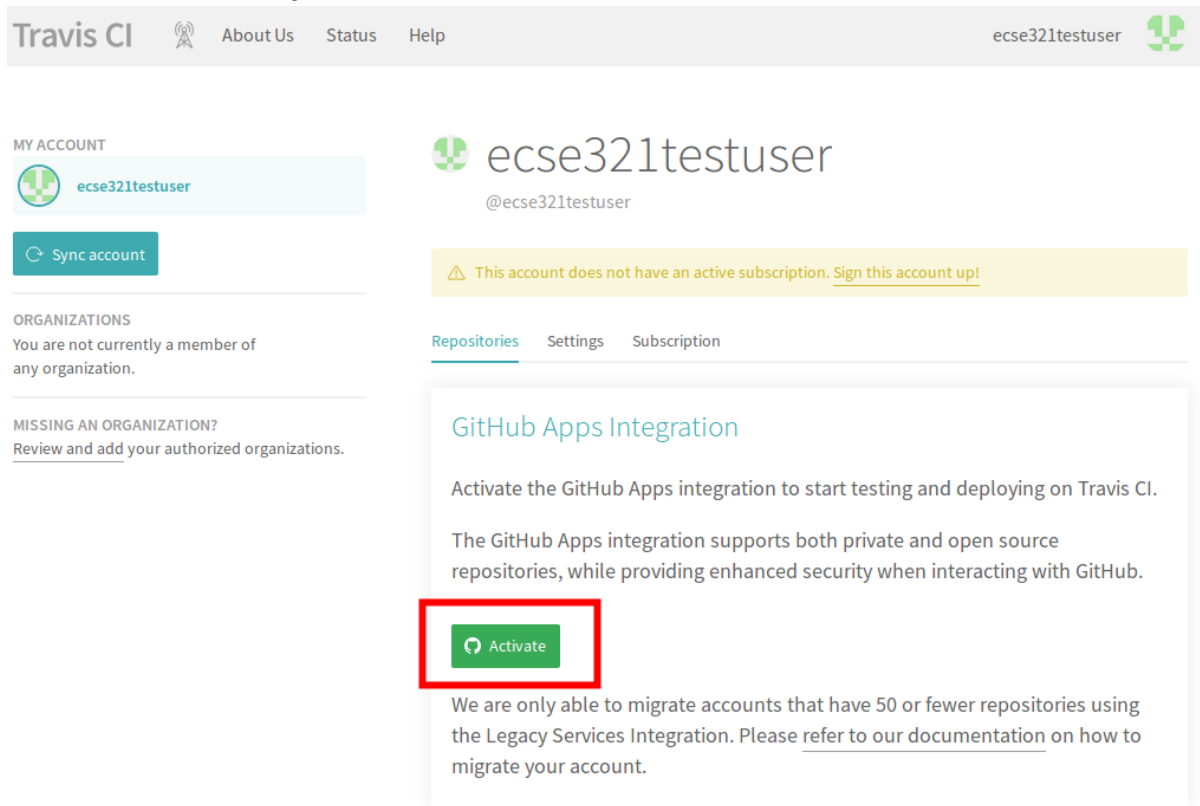 Travis CI About Us Status Help ecse321testuser
MY ACCOUNT
ecse321testuser
Sync account
ORGANIZATIONS
You are not currently a member of
any organization.
MISSING AN ORGANIZATION?
Review and add your authorized organizations.
ecse321testuser
@ecse321testuser
This account does not have an active subscription. Sign this account up!
Repositories Settings Subscription
GitHub Apps Integration
Activate the GitHub Apps integration to start testing and deploying on Travis CI.
The GitHub Apps integration supports both private and open source
repositories, while providing enhanced security when interacting with GitHub.
Activate
We are only able to migrate accounts that have 50 or fewer repositories using
the Legacy Services Integration. Please refer to our documentation on how to
migrate your account.